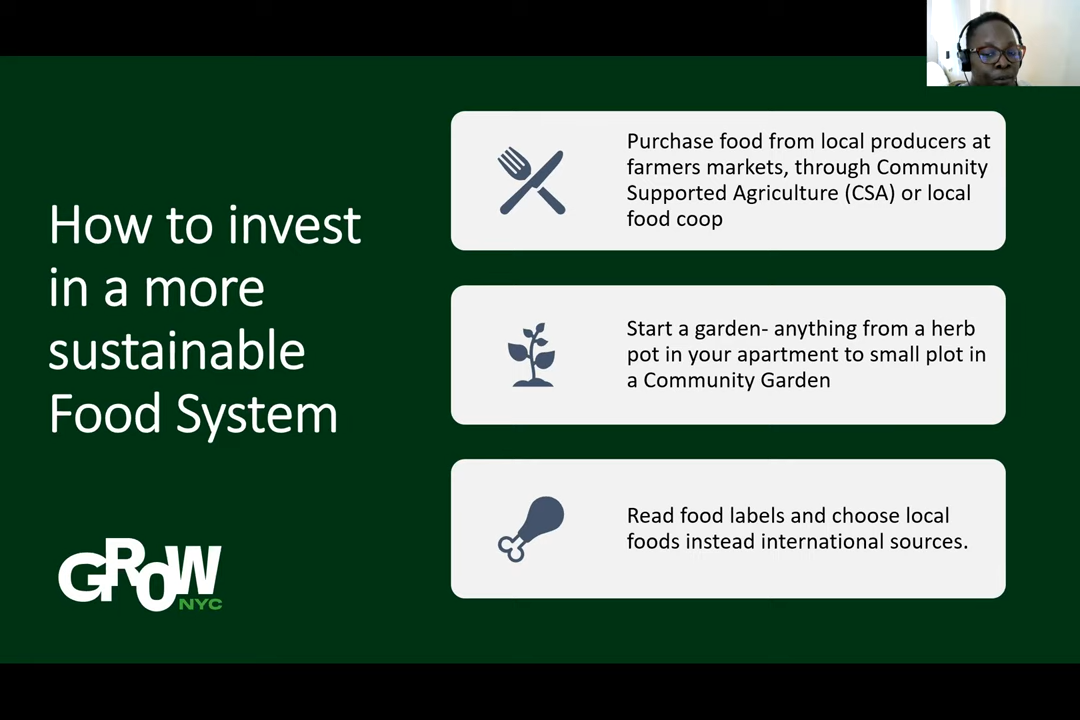 How to invest
in a more
sustainable
Food System
GROW
NYC
Purchase food from local producers at
farmers markets, through Community
Supported Agriculture (CSA) or local
food coop
Start a garden- anything from a herb
pot in your apartment to small plot in
a Community Garden
Read food labels and choose local
foods instead international sources.